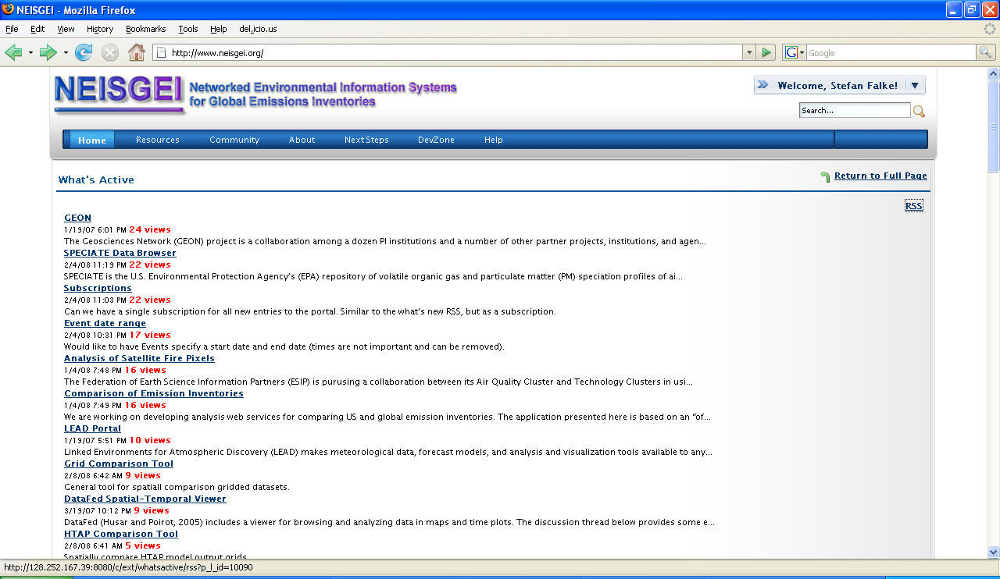 NEISGEI - Mozilla Firefox
File Edit View History Bookmarks Tools Help del.icio.us
http://www.neisgei.org/
G Google
NEISGEI Networked Environmental Information Systems
for Global Emissions Inventories
Welcome, Stefan Falke!
Search...
Home Resources Community About Next Steps DevZone Help
What's Active
Return to Full Page
RSS
GEON
1/19/07 6:01 PM 24 views
The Geosciences Network (GEON) project is a collaboration among a dozen PI institutions and a number of other partner projects, institutions, and agen...
SPECIATE Data Browser
2/4/08 11:19 PM 22 views
SPECIATE is the U.S. Environmental Protection Agency's (EPA) repository of volatile organic gas and particulate matter (PM) speciation profiles of ai...
Subscriptions
2/4/08 11:03 PM 22 views
Can we have a single subscription for all new entries to the portal. Similar to the what's new RSS, but as a subscription.
Event date range
2/4/08 10:31 PM 17 views
Would like to have Events specify a start date and end date (times are not important and can be removed).
Analysis of Satellite Fire Pixels
1/4/08 7:48 PM 16 views
The Federation of Earth Science Information Partners (ESIP) is purusing a collaboration between its Air Quality Cluster and Technology Clusters in usi...
Comparison of Emission Inventories
1/4/08 7:49 PM 16 views
We are working on developing analysis web services for comparing US and global emission inventories. The application presented here is based on an "of...
LEAD Portal
1/19/07 5:51 PM 10 views
Linked Environments for Atmospheric Discovery (LEAD) makes meteorological data, forecast models, and analysis and visualization tools available to any...
Grid Comparison Tool
2/8/08 6:42 AM 9 views
General tool for spatiall comparison gridded datasets.
DataFed Spatial-Temporal Viewer
3/19/07 10:12 PM 9 views
DataFed (Husar and Poirot, 2005) includes a viewer for browsing and analyzing data in maps and time plots. The discussion thread below provides some e...
HTAP Comparison Tool
2/8/08 6:41 AM 5 views
Spatially compare HTAP model output grids
http://128.252.167.39:8080/c/ext/whatsactive/rss?p_l_id=10090